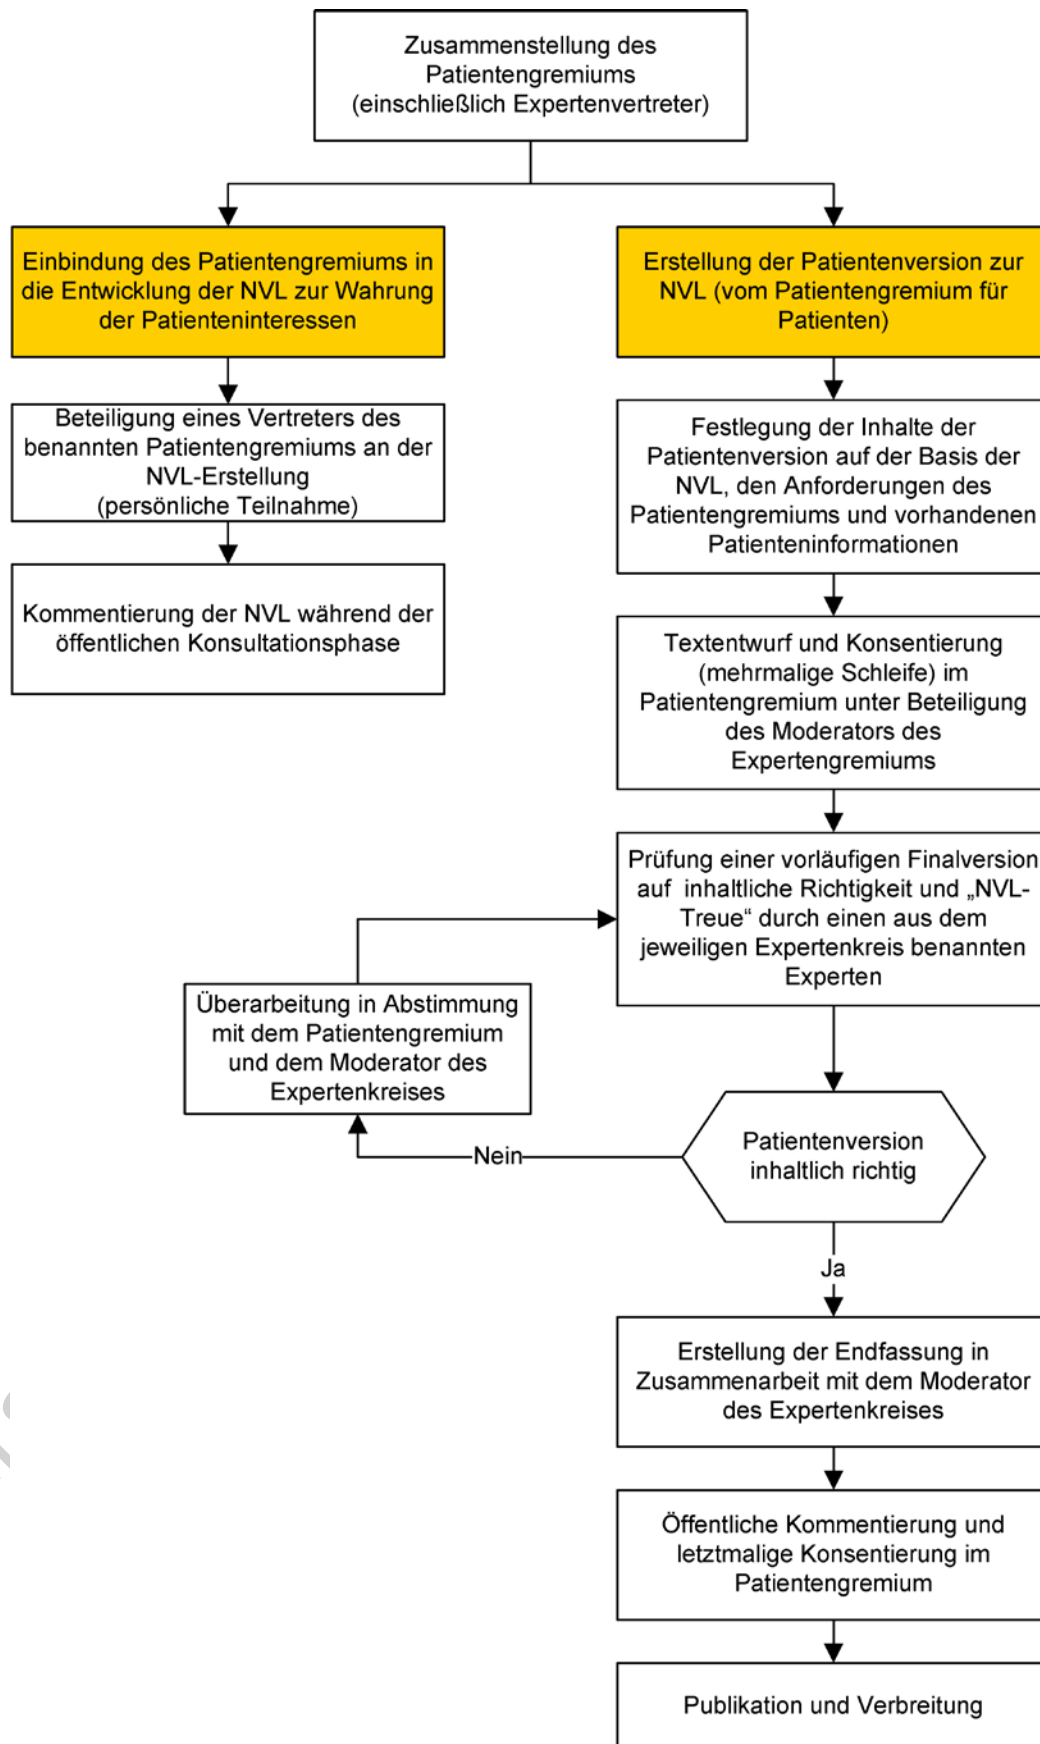 Zusammenstellung des
Patientengremiums
(einschließlich Expertenvertreter)
Einbindung des Patientengremiums in
die Entwicklung der NVL zur Wahrung
der Patienteninteressen
Beteiligung eines Vertreters des
benannten Patientengremiums an der
NVL-Erstellung
(persönliche Teilnahme)
Kommentierung der NVL während der
öffentlichen Konsultationsphase
Erstellung der Patientenversion zur
NVL (vom Patientengremium für
Patienten)
Festlegung der Inhalte der
Patientenversion auf der Basis der
NVL, den Anforderungen des
Patientengremiums und vorhandenen
Patienteninformationen
Textentwurf und Konsentierung
(mehrmalige Schleife) im
Patientengremium unter Beteiligung
des Moderators des
Expertengremiums
Prüfung einer vorläufigen Finalversion
auf inhaltliche Richtigkeit und „NVL-
Treue“ durch einen aus dem
jeweiligen Expertenkreis benannten
Experten
Überarbeitung in Abstimmung
mit dem Patientengremium
und dem Moderator des
Expertenkreises
Patientenversion
inhaltlich richtig
Nein
Ja
Erstellung der Endfassung in
Zusammenarbeit mit dem Moderator
des Expertenkreises
Öffentliche Kommentierung und
letztmalige Konsentierung im
Patientengremium
Publikation und Verbreitung